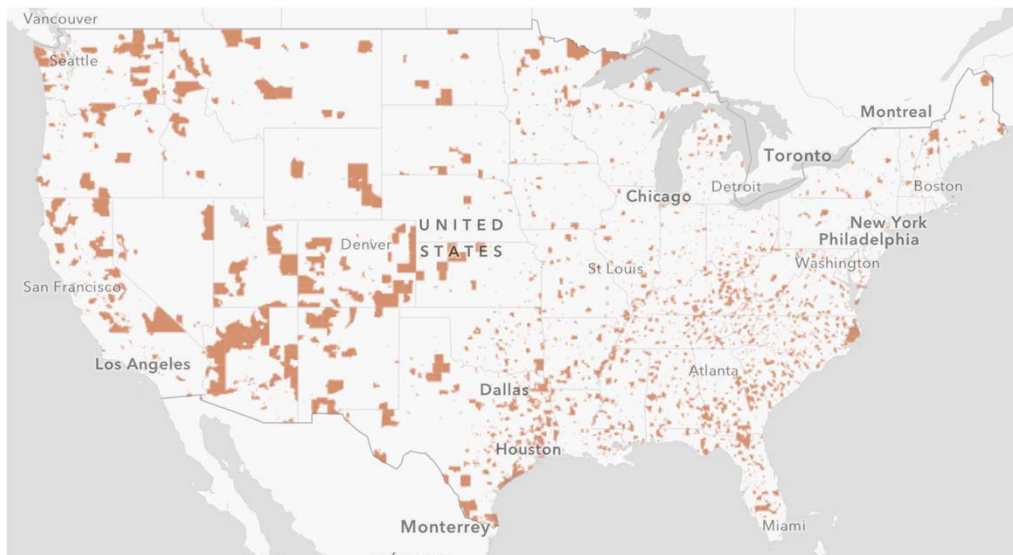 Vancouver
Seattle
Montreal
Toronto
Boston
Detroit
Chicago
UNITED
STATES
Denver
New York
Philadelphia
Washington
St Louis
San Francisco
Los Angeles
Atlanta
Dallas
Houston
Miami
Monterrey